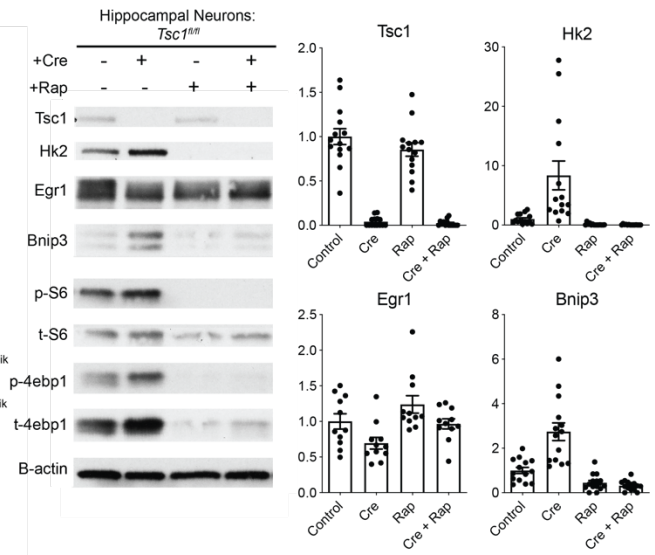 Hippocampal Neurons:
Tsc1fl/fl
+Cre - + - +
+Rap - - + +
Tsc1
Hk2
Egr1
Bnip3
p-S6
t-S6
ik
p-4ebp1
ik
t-4ebp1
B-actin
Tsc1
2.0
1.5
1.0
0.5
0.0
Control Cre Rap Cre + Rap
Hk2
30
20
10
0
Control Cre Rap Cre + Rap
Egr1
2.5
2.0
1.5
1.0
0.5
0.0
Control Cre Rap Cre + Rap
Bnip3
8
6
4
2
0
Control Cre Rap Cre + Rap